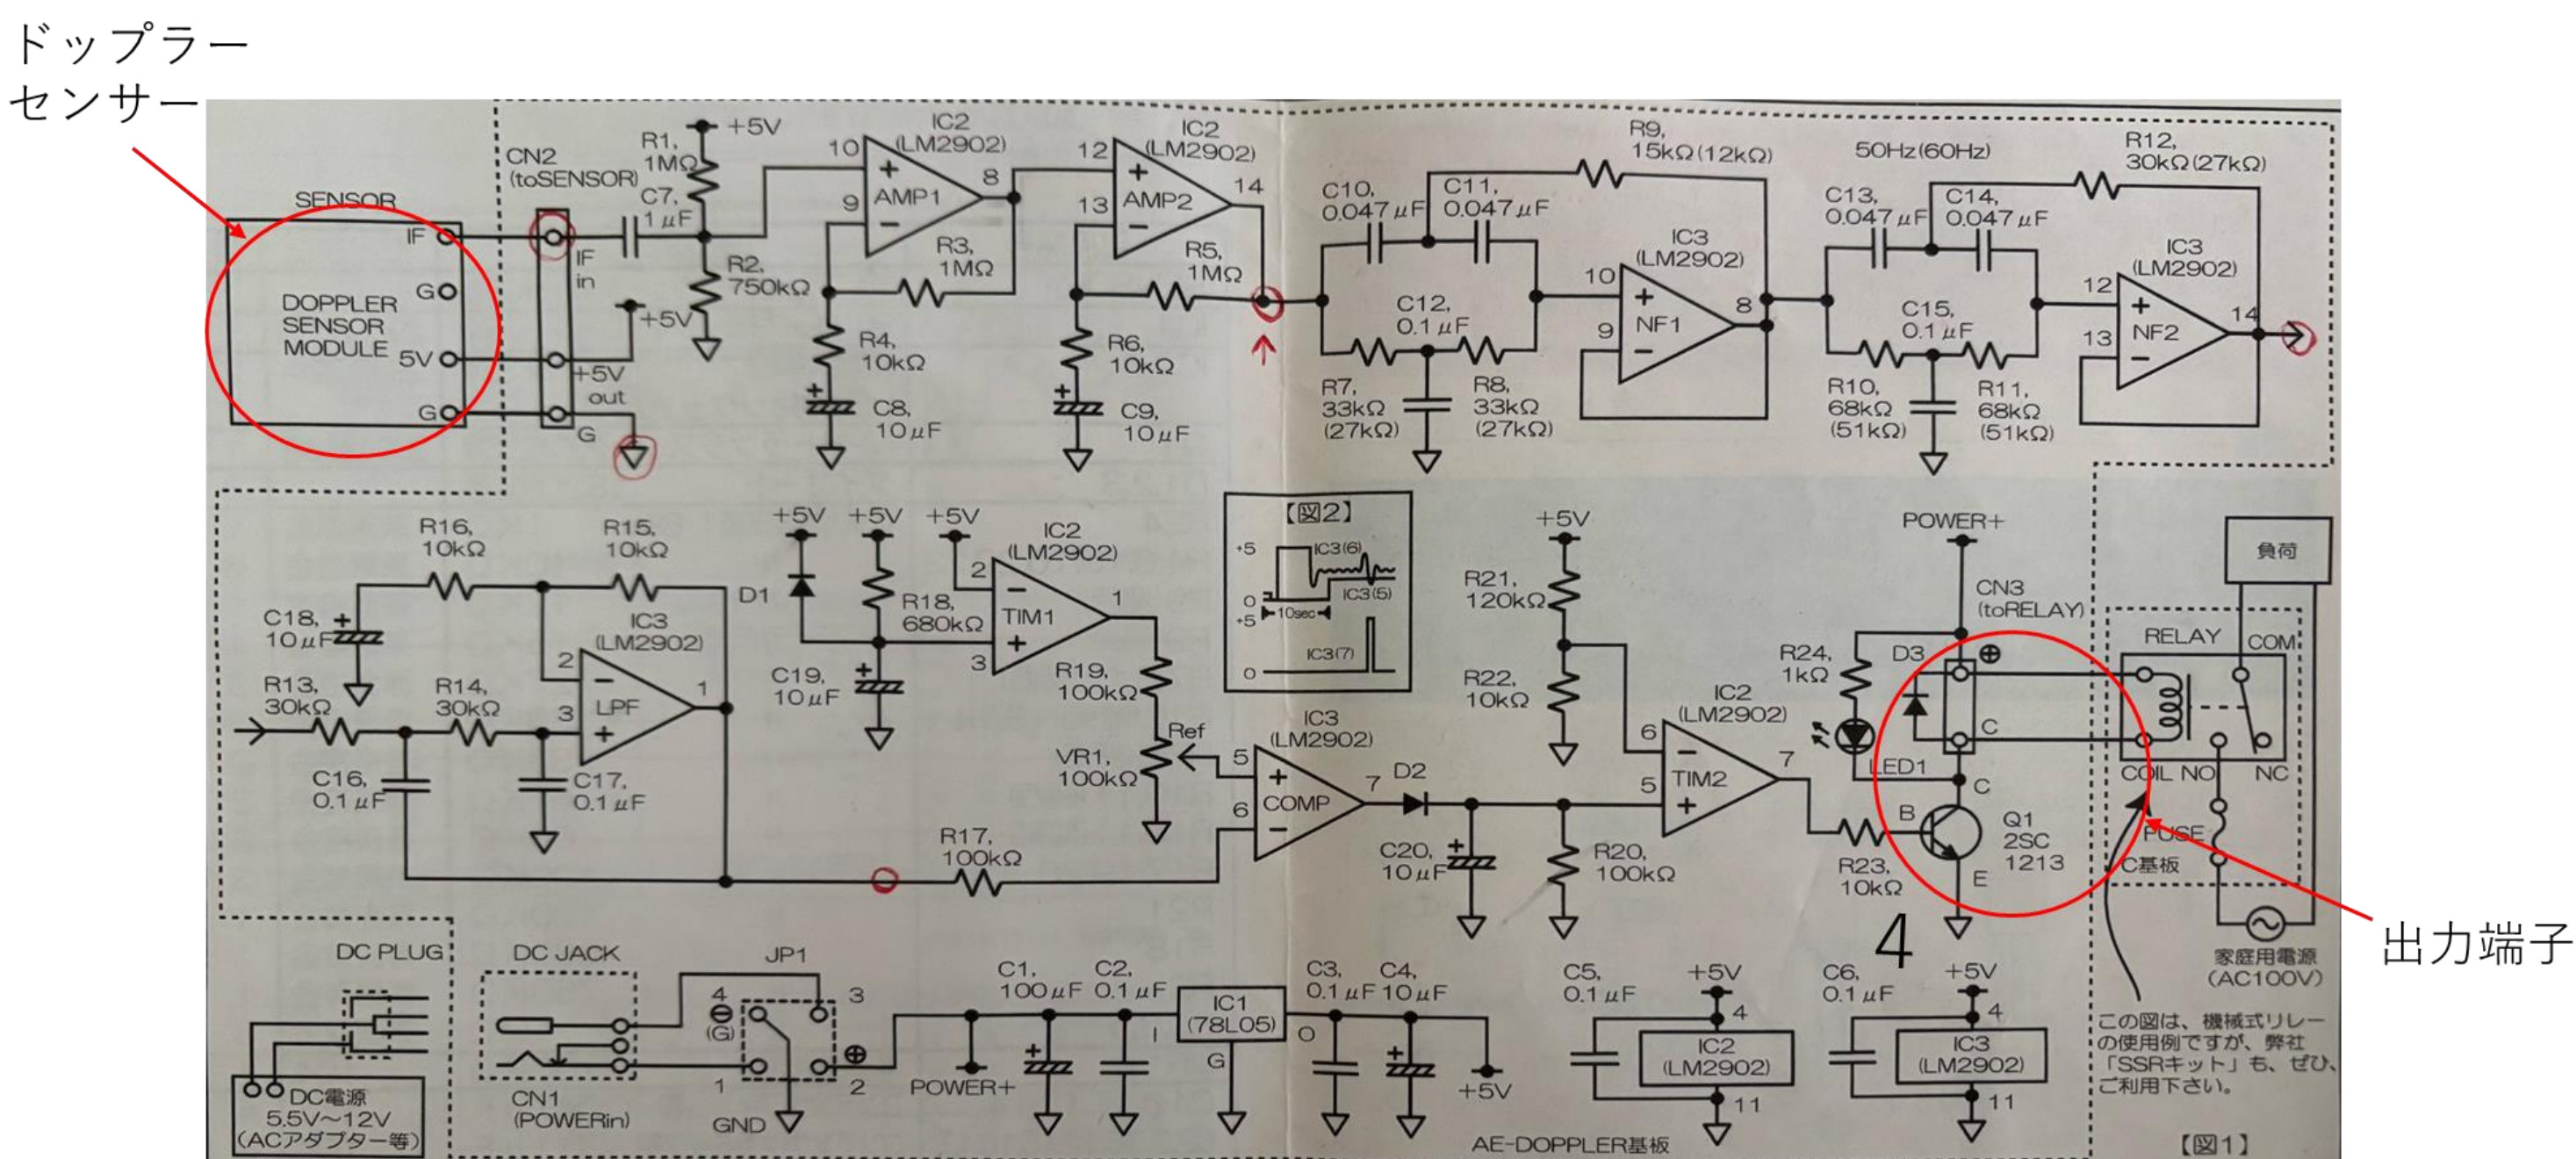 ドップラー
センサー
SENSOR
IF
G
DOPPLER
SENSOR
MODULE
5V
G
CN2
(toSENSOR)
IF
in
+5V
+5V
out
G
R1,
1MΩ
+5V
C7,
1μF
R2,
750kΩ
10
9
8
IC2
(LM2902)
AMP1
R3,
1MΩ
R4,
10kΩ
C8,
10μF
12
13
14
IC2
(LM2902)
AMP2
R5,
1MΩ
R6,
10kΩ
C9,
10μF
R9,
15kΩ(12kΩ)
C10,
0.047μF
C11,
0.047μF
C12,
0.1μF
R7,
33kΩ
(27kΩ)
R8,
33kΩ
(27kΩ)
IC3
(LM2902)
10
9
8
NF1
50Hz(60Hz)
R12,
30kΩ(27kΩ)
C13,
0.047μF
C14,
0.047μF
C15,
0.1μF
R10,
68kΩ
(51kΩ)
R11,
68kΩ
(51kΩ)
IC3
(LM2902)
12
13
14
NF2
R16,
10kΩ
R15,
10kΩ
C18,
10μF
IC3
(LM2902)
2
3
1
LPF
R13,
30kΩ
R14,
30kΩ
C16,
0.1μF
C17,
0.1μF
+5V
+5V
+5V
D1
R18,
680kΩ
C19,
10μF
IC2
(LM2902)
2
3
1
TIM1
R19,
100kΩ
VR1,
100kΩ
Ref
R17,
100kΩ
【図2】
+5
IC3(6)
0
IC3(5)
10sec
+5
IC3(7)
0
IC3
(LM2902)
5
6
7
COMP
D2
C20,
10μF
R20,
100kΩ
+5V
R21,
120kΩ
R22,
10kΩ
IC2
(LM2902)
6
5
7
TIM2
R23,
10kΩ
R24,
1kΩ
LED1
POWER+
CN3
(toRELAY)
D3
⊕
C
C
B
E
Q1
2SC
1213
負荷
RELAY
COM
COIL
NO
NC
FUSE
C基板
家庭用電源
(AC100V)
出力端子
この図は、機械式リレー
の使用例ですが、弊社
「SSRキット」も、ぜひ、
ご利用下さい。
【図1】
DC PLUG
DC電源
5.5V～12V
(ACアダプター等)
DC JACK
CN1
(POWERin)
JP1
4
⊖
(G)
3
1
2
⊕
GND
POWER+
C1,
100μF
C2,
0.1μF
I
IC1
(78L05)
O
G
C3,
0.1μF
C4,
10μF
+5V
C5,
0.1μF
+5V
4
IC2
(LM2902)
11
C6,
0.1μF
4
+5V
4
IC3
(LM2902)
11
AE-DOPPLER基板